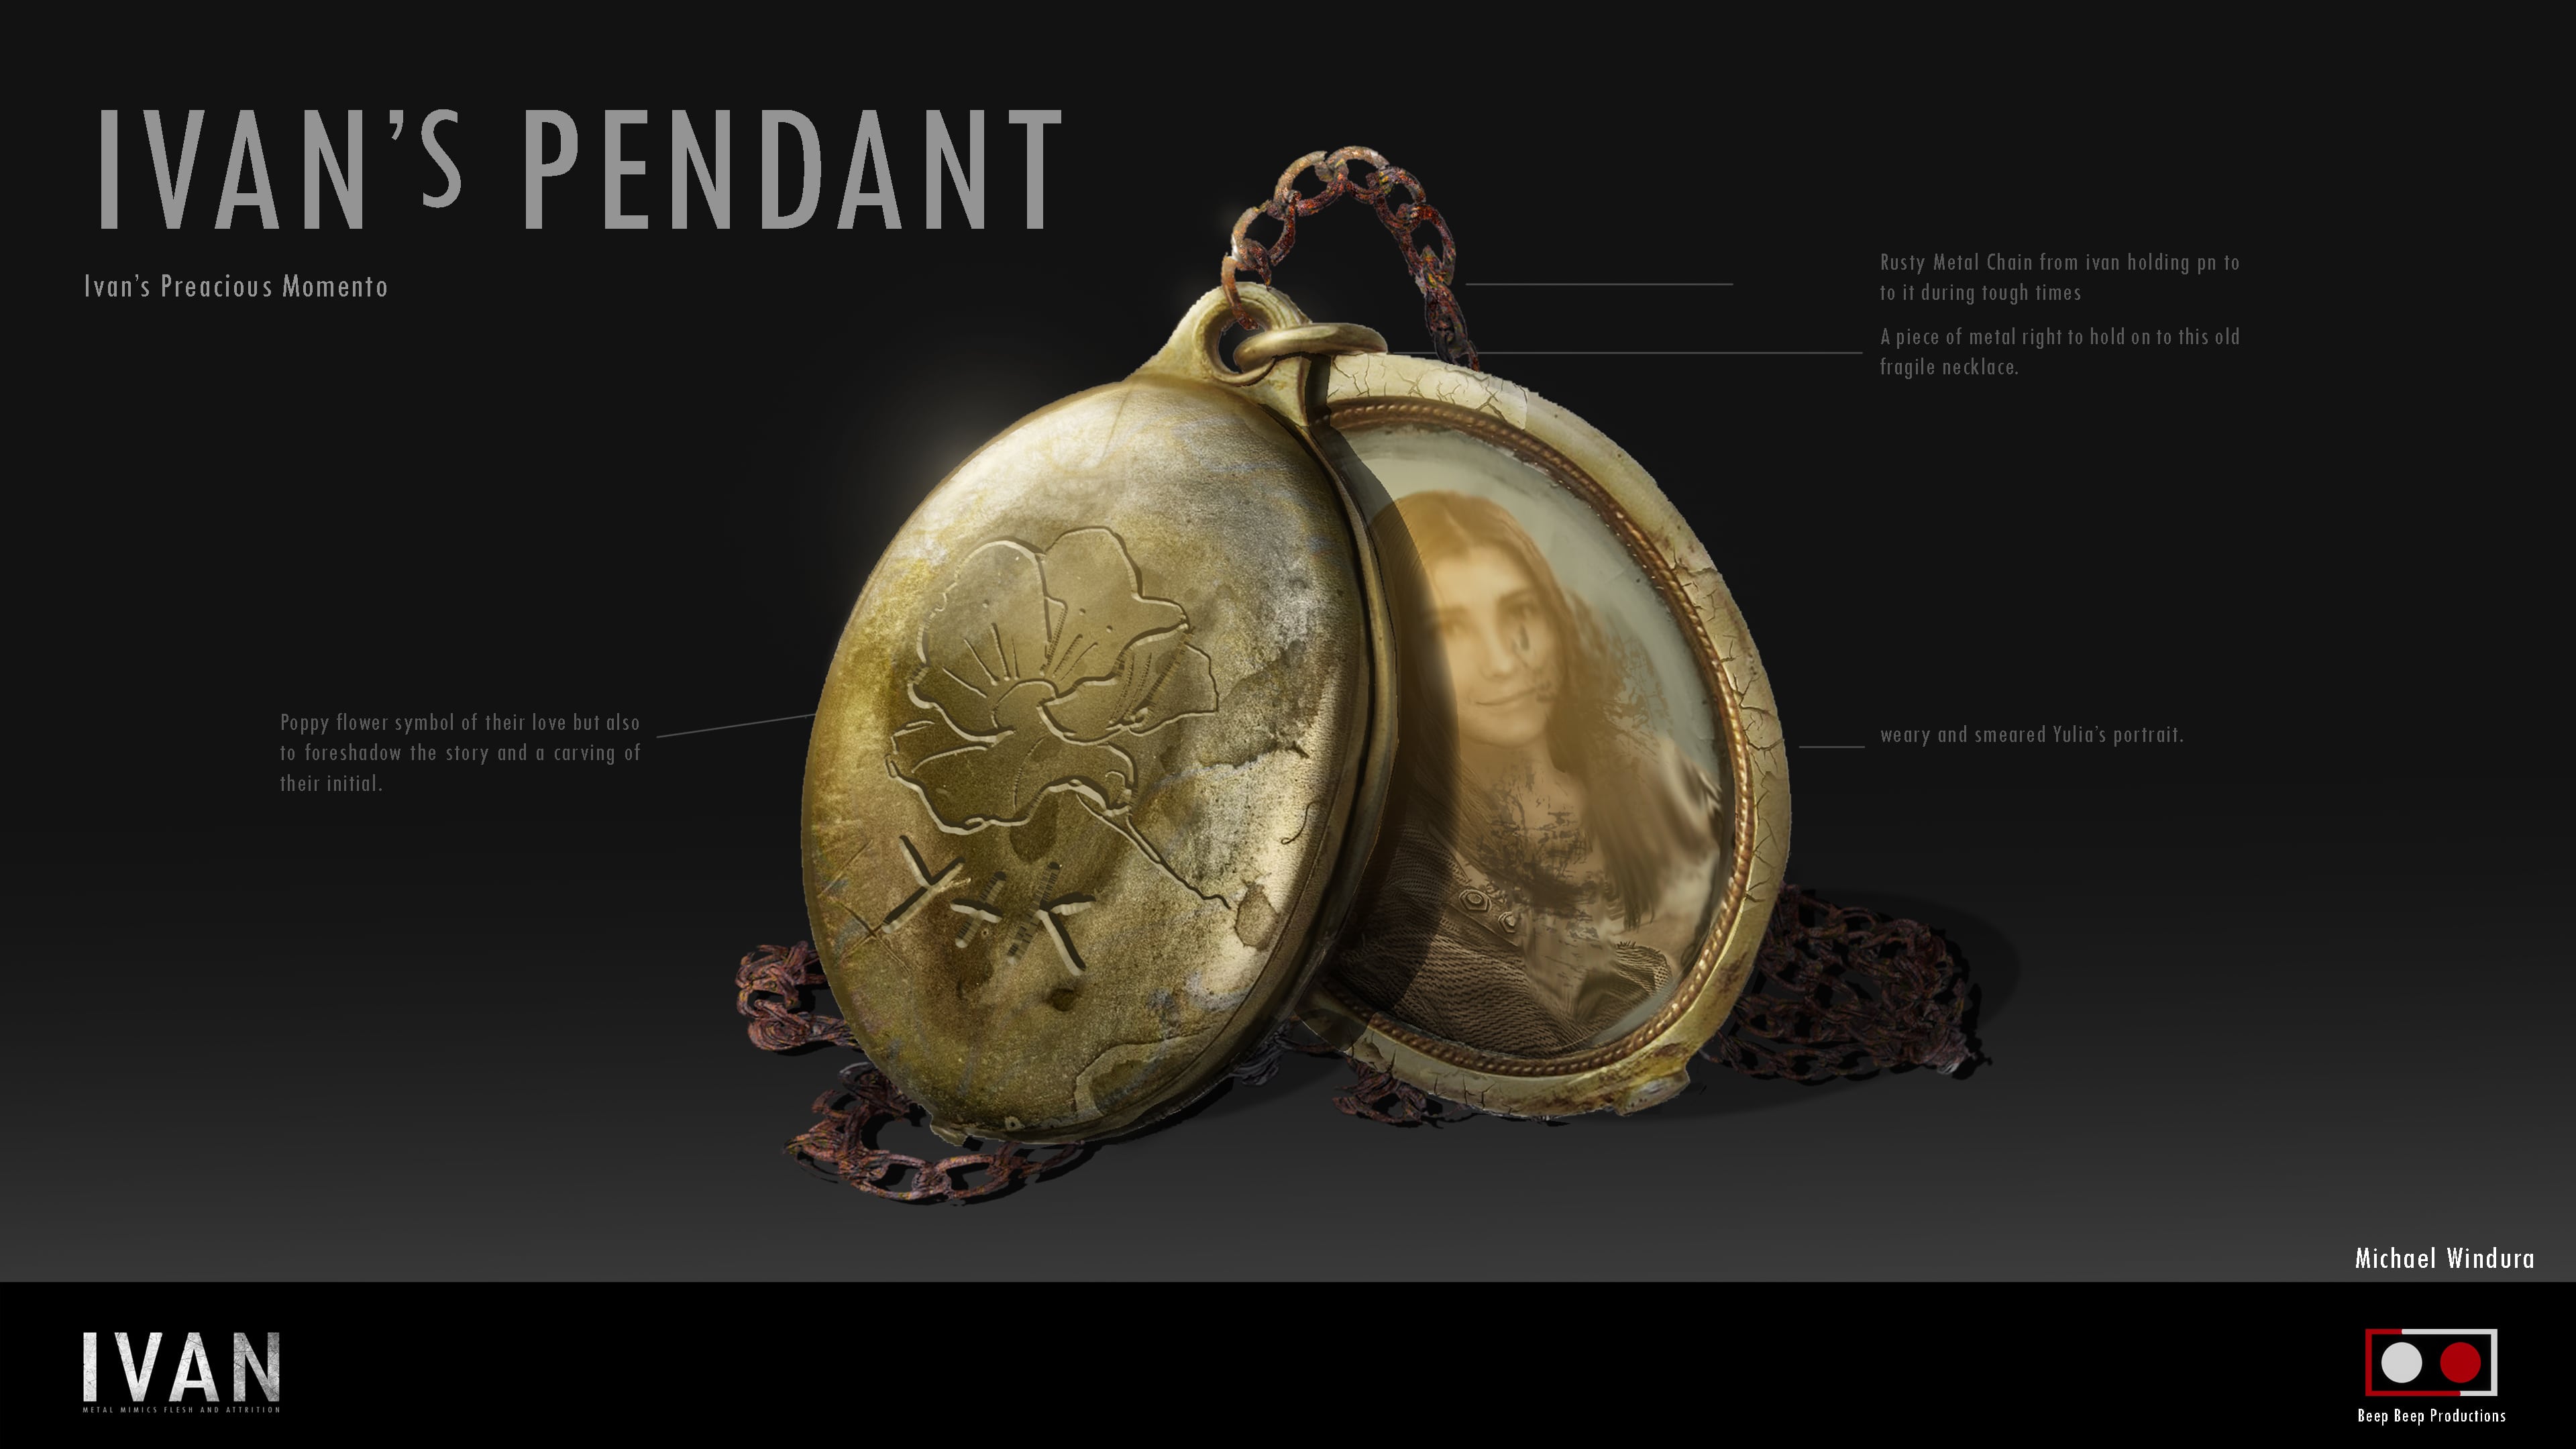 IVAN'S PENDANT
Ivan's Preacious Momento
Rusty Metal Chain from ivan holding pn to
to it during tough times
A piece of metal right to hold on to this old
fragile necklace.
Poppy flower symbol of their love but also
to foreshadow the story and a carving of
their initial.
weary and smeared Yulia's portrait.
Y + K
Michael Windura
IVAN
METAL MIMICS FLESH AND ATTRITION
Beep Beep Productions